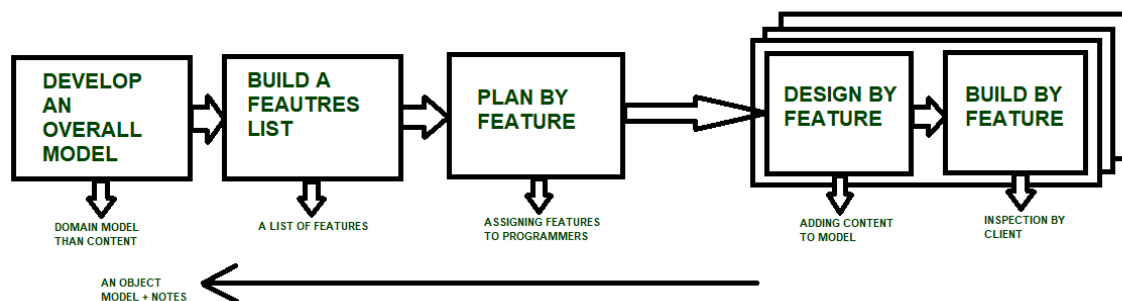 DEVELOP
AN
OVERALL
MODEL
BUILD A
FEAUTRES
LIST
PLAN BY
FEATURE
DESIGN BY
FEATURE
BUILD BY
FEATURE
DOMAIN MODEL
THAN CONTENT
A LIST OF FEATURES
ASSIGNING FEATURES
TO PROGRAMMERS
ADDING CONTENT
TO MODEL
INSPECTION BY
CLIENT
AN OBJECT
MODEL + NOTES